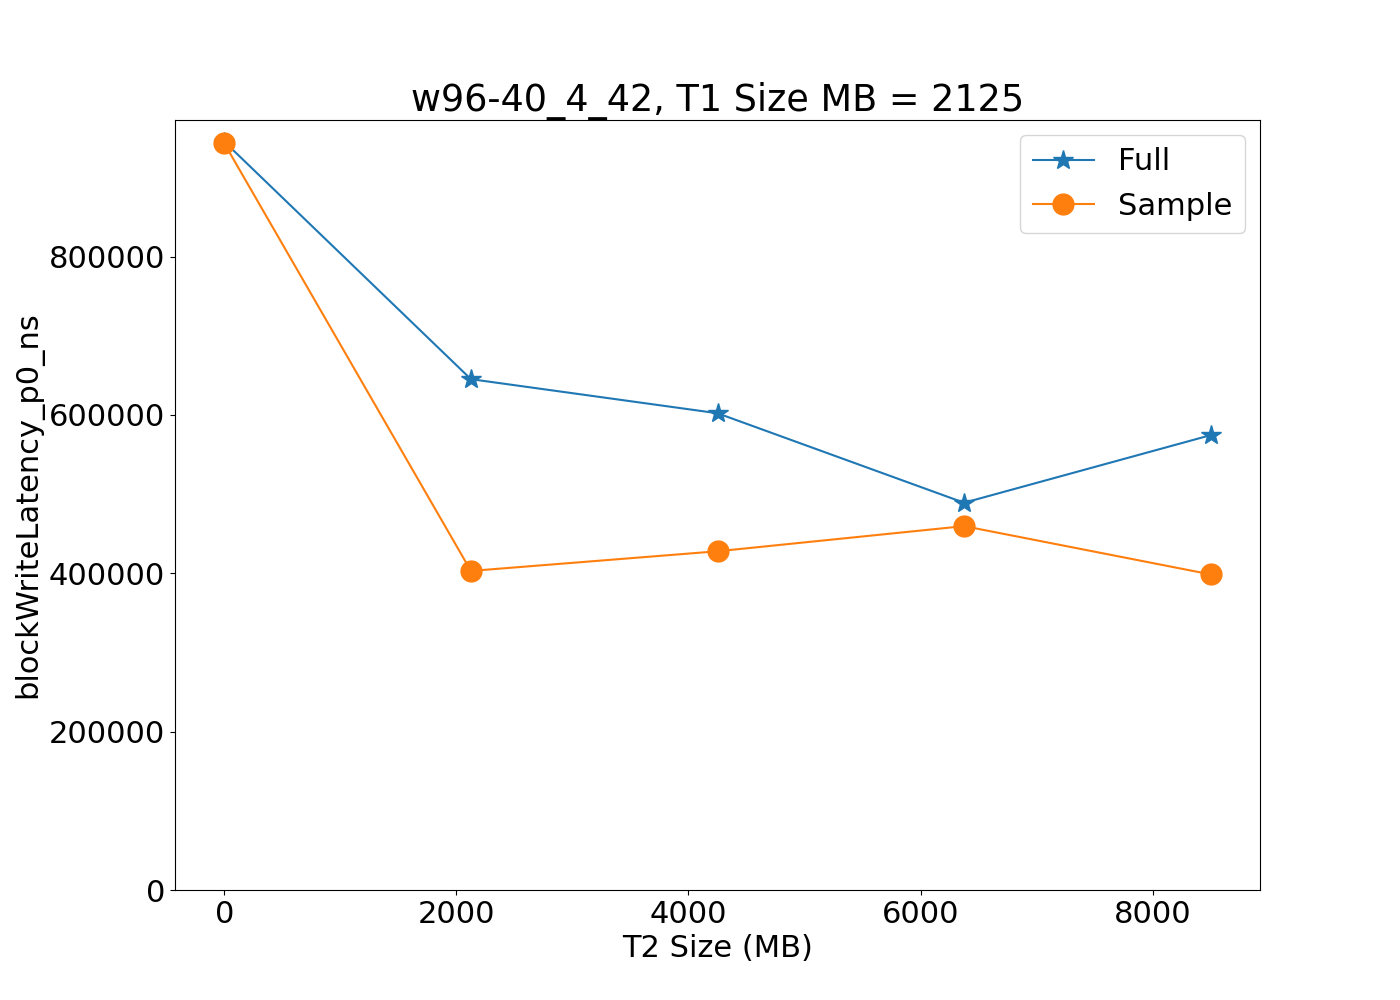 w96-40_4_42, T1 Size MB = 2125
Full
Sample
blockWriteLatency_p0_ns
800000
600000
400000
200000
0
0 2000 4000 6000 8000
T2 Size (MB)